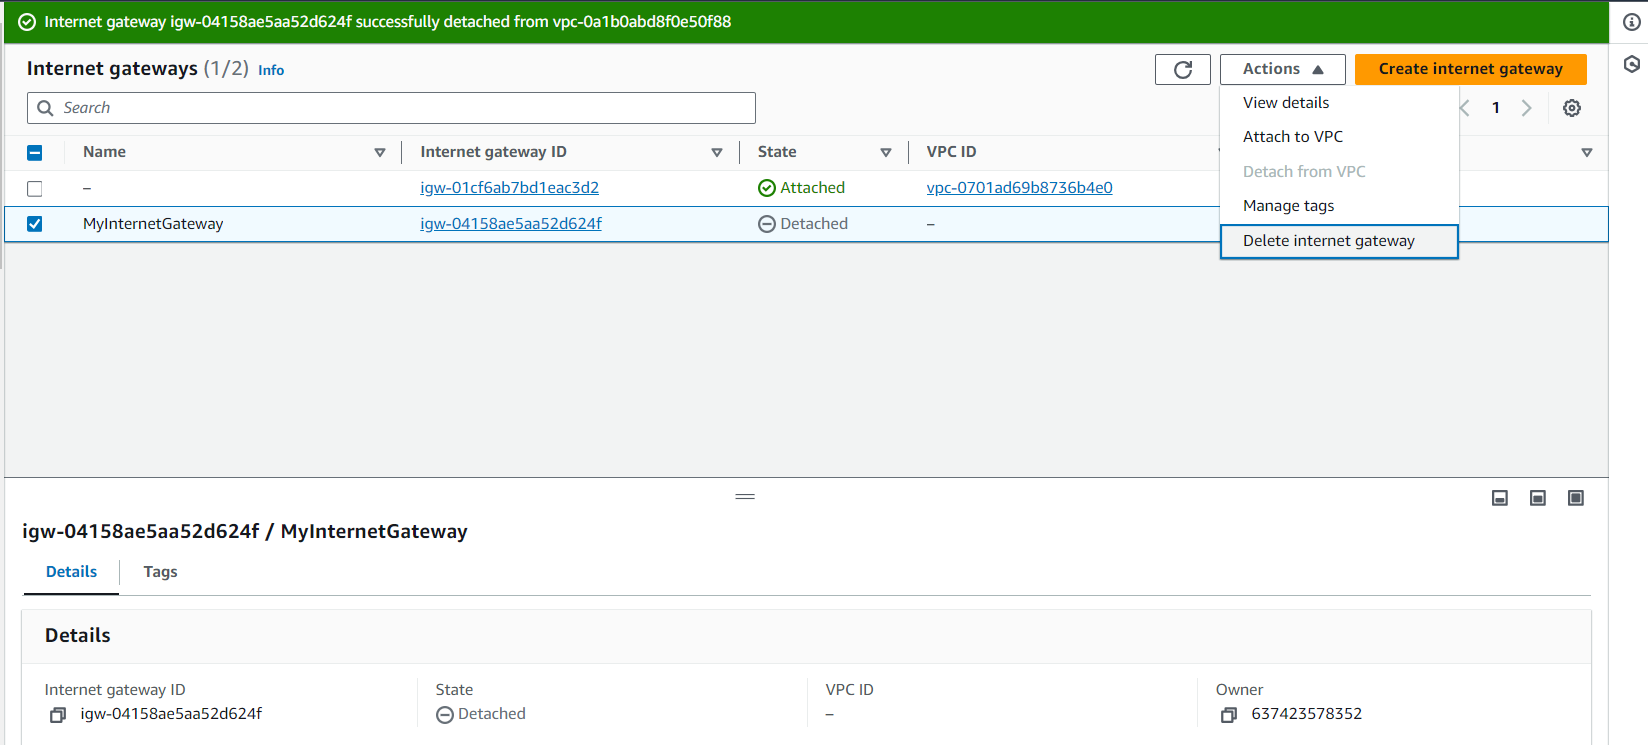 Internet gateway igw-04158ae5aa52d624f successfully detached from vpc-0a1b0abd8f0e50f88
Internet gateways (1/2) Info
Actions
Create internet gateway
Search
View details
1
Attach to VPC
Name
Internet gateway ID
State
VPC ID
Detach from VPC
–
igw-01cf6ab7bd1eac3d2
Attached
vpc-0701ad69b8736b4e0
Manage tags
MyInternetGateway
igw-04158ae5aa52d624f
Detached
–
Delete internet gateway
igw-04158ae5aa52d624f / MyInternetGateway
Details
Tags
Details
Internet gateway ID
State
VPC ID
Owner
igw-04158ae5aa52d624f
Detached
–
637423578352